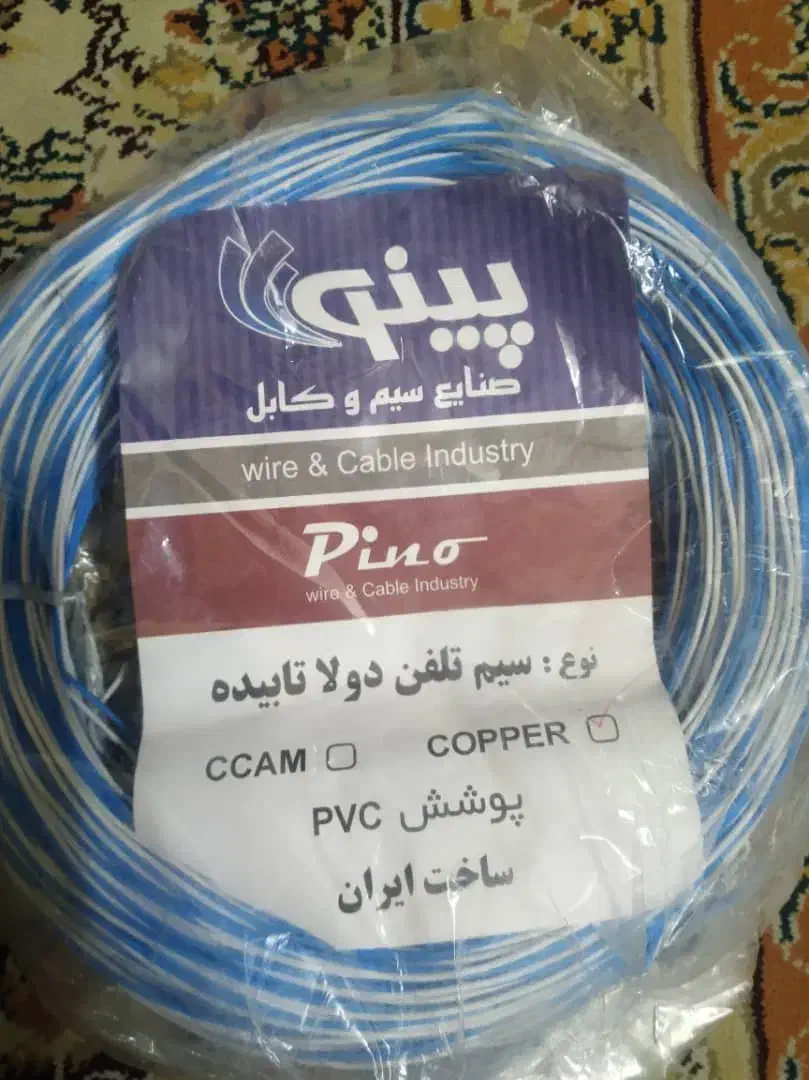 پینو
صنایع سیم و کابل
wire & Cable Industry
Pino
wire & Cable Industry
نوع : سیم تلفن دولا تابیده
CCAM COPPER
پوشش PVC
ساخت ایران